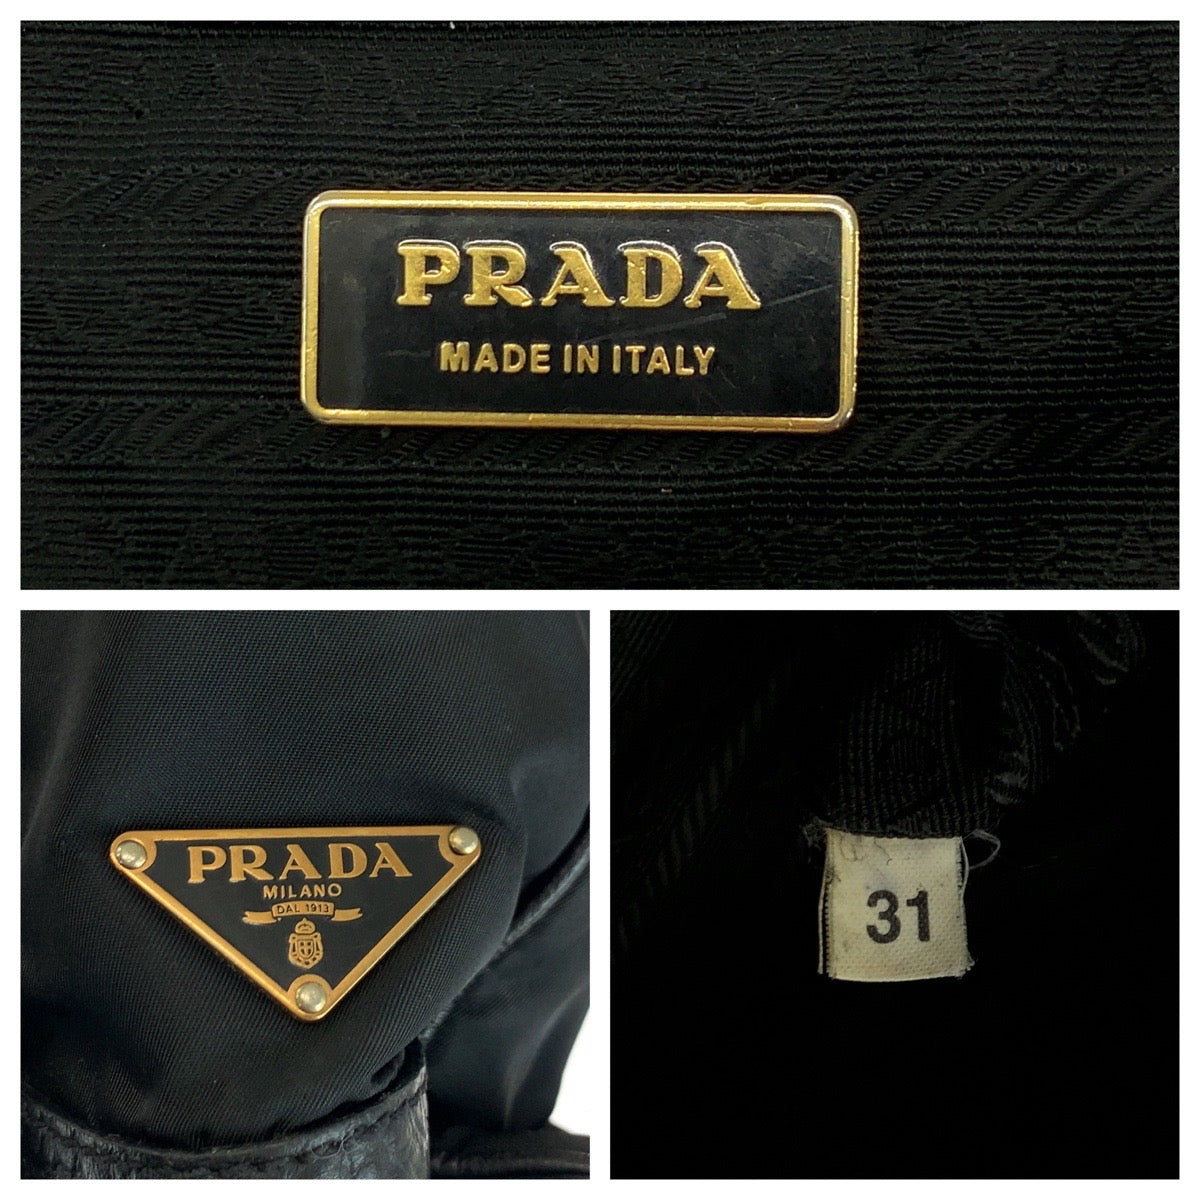 PRADA
MADE IN ITALY
PRADA
MILANO
DAL 1913
31